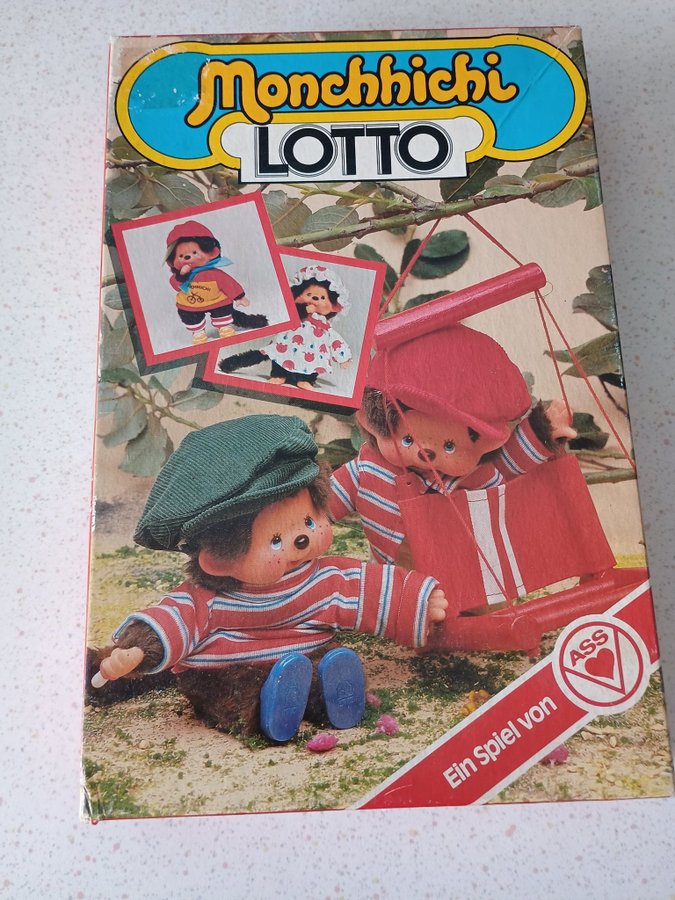 Monchhichi
LOTTO
Ein Spiel von
ASS